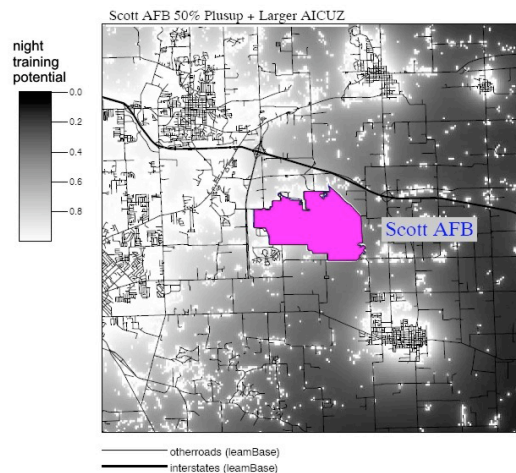 Scott AFB 50% Plusup + Larger AICUZ
night
training
potential
0.0
0.2
0.4
0.6
0.8
Scott AFB
otherroads (leamBase)
interstates (leamBase)